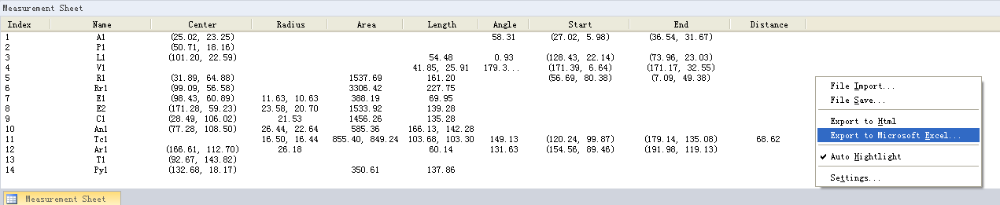 Measurement Sheet
Index Name Center Radius Area Length Angle Start End Distance
1 A1 (25.02, 23.25) 58.31 (27.02, 5.98) (36.54, 31.67)
2 P1 (50.71, 18.16)
3 L1 (101.20, 22.59) 54.48 0.93 (128.43, 22.14) (73.96, 23.03)
4 V1 41.85, 25.91 179.3... (171.39, 6.64) (171.17, 32.55)
5 R1 (31.89, 64.88) 1537.69 161.20 (56.69, 80.38) (7.09, 49.38)
6 Rr1 (99.09, 56.58) 3306.42 227.75
7 E1 (98.43, 60.89) 11.63, 10.63 388.19 69.95
8 E2 (171.28, 59.23) 23.58, 20.70 1533.92 139.28
9 C1 (28.49, 106.02) 21.53 1456.26 135.28
10 An1 (77.28, 108.50) 26.44, 22.64 585.36 166.13, 142.28
11 Tc1 16.50, 16.44 855.40, 849.24 103.68, 103.30 149.13 (120.24, 99.87) (179.14, 135.08) 68.62
12 Ar1 (166.61, 112.70) 26.18 60.14 131.63 (154.56, 89.46) (191.98, 119.13)
13 T1 (92.67, 143.82)
14 Py1 (132.68, 18.17) 350.61 137.86
File Import...
File Save...
Export to Html
Export to Microsoft Excel...
Auto Hightlight
Settings...
Measurement Sheet